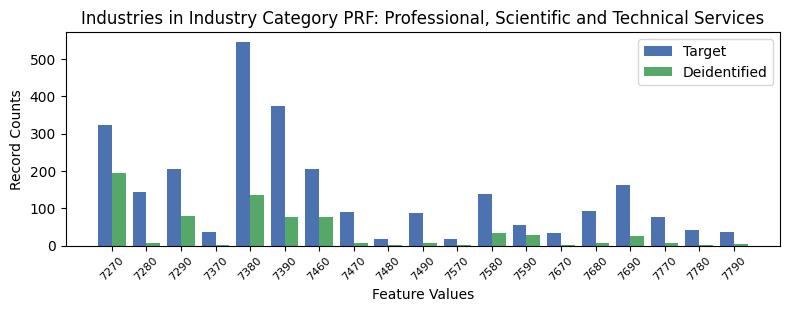 Industries in Industry Category PRF: Professional, Scientific and Technical Services
Target
Deidentified
Record Counts
500
400
300
200
100
0
7270 7280 7290 7370 7380 7390 7460 7470 7480 7490 7570 7580 7590 7670 7680 7690 7770 7780 7790
Feature Values